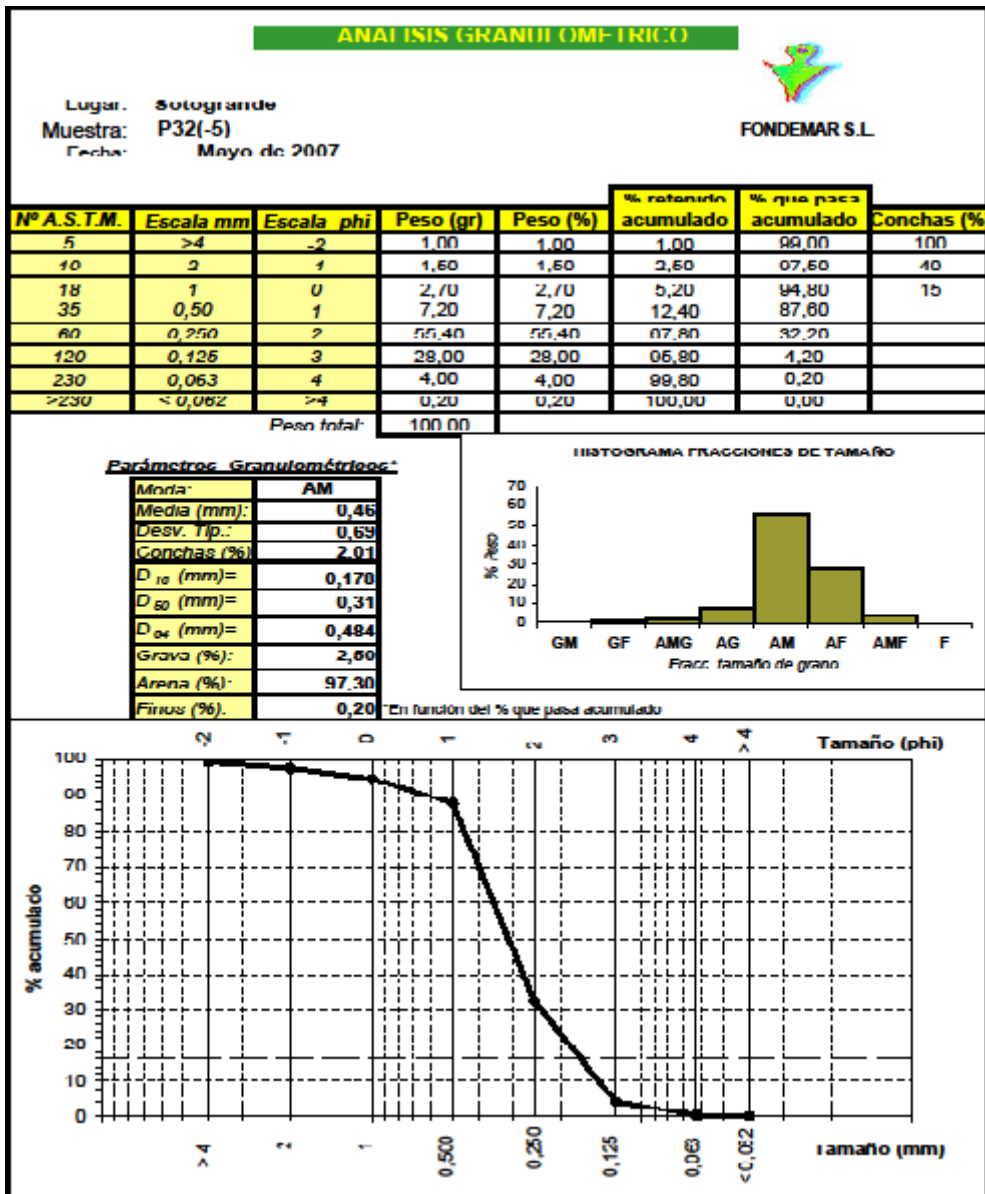 ANALISIS GRANULOMETRICO
Lugar: Sotogrande
Muestra: P32(-5)
Fecha: Mayo de 2007
FONDEMAR S.L.
Nº A.S.T.M. Escala mm Escala phi Peso (gr) Peso (%) % retenido acumulado % que pasa acumulado Conchas (%
5 >4 -2 1,00 1,00 1,00 99,00 100
10 2 1 1,50 1,50 2,50 97,50 40
18 1 0 2,70 2,70 5,20 94,80 15
35 0,50 1 7,20 7,20 12,40 87,60
60 0,250 2 55,40 55,40 67,80 32,20
120 0,125 3 28,00 28,00 95,80 4,20
230 0,063 4 4,00 4,00 99,80 0,20
>230 < 0,062 >4 0,20 0,20 100,00 0,00
Peso total: 100,00
Parámetros Granulométricos*
Moda: AM
Media (mm): 0,46
Desv. Tip.: 0,69
Conchas (%) 2,01
D (mm)=
D 50 (mm)= 0,31
D (mm)= 0,484
Grava (%): 2,50
Arena (%): 97,30
Finos (%). 0,20
*En función del % que pasa acumulado
HISTOGRAMA FRACCIONES DE TAMAÑO
% Peso
70
60
50
40
30
20
10
0
GM GF AMG AG AM AF AMF F
Fracc. tamaño de grano
-2 -1 0 1 2 3 4 > 4 Tamaño (phi)
% acumulado
100
90
80
70
60
50
40
30
20
10
0
> 4 2 1 0,500 0,250 0,125 0,063 <0,062 Tamaño (mm)